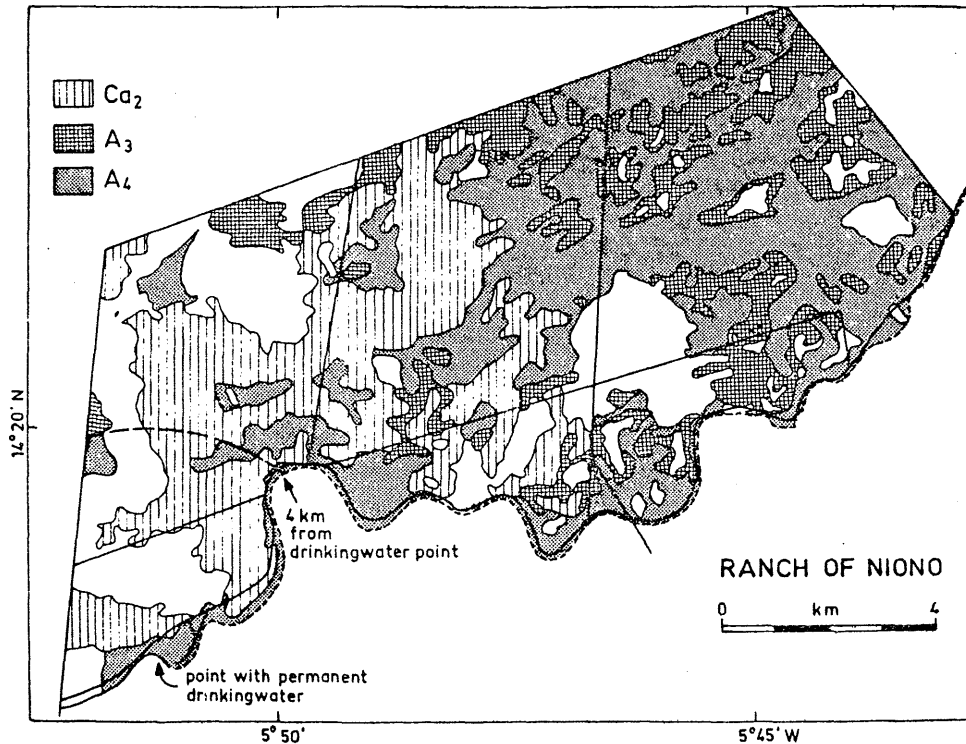 Ca2
A3
A4
14°20' N
4 km
from
drinkingwater point
RANCH OF NIONO
0 km 4
point with permanent
drinkingwater
5°50' 5°45' W